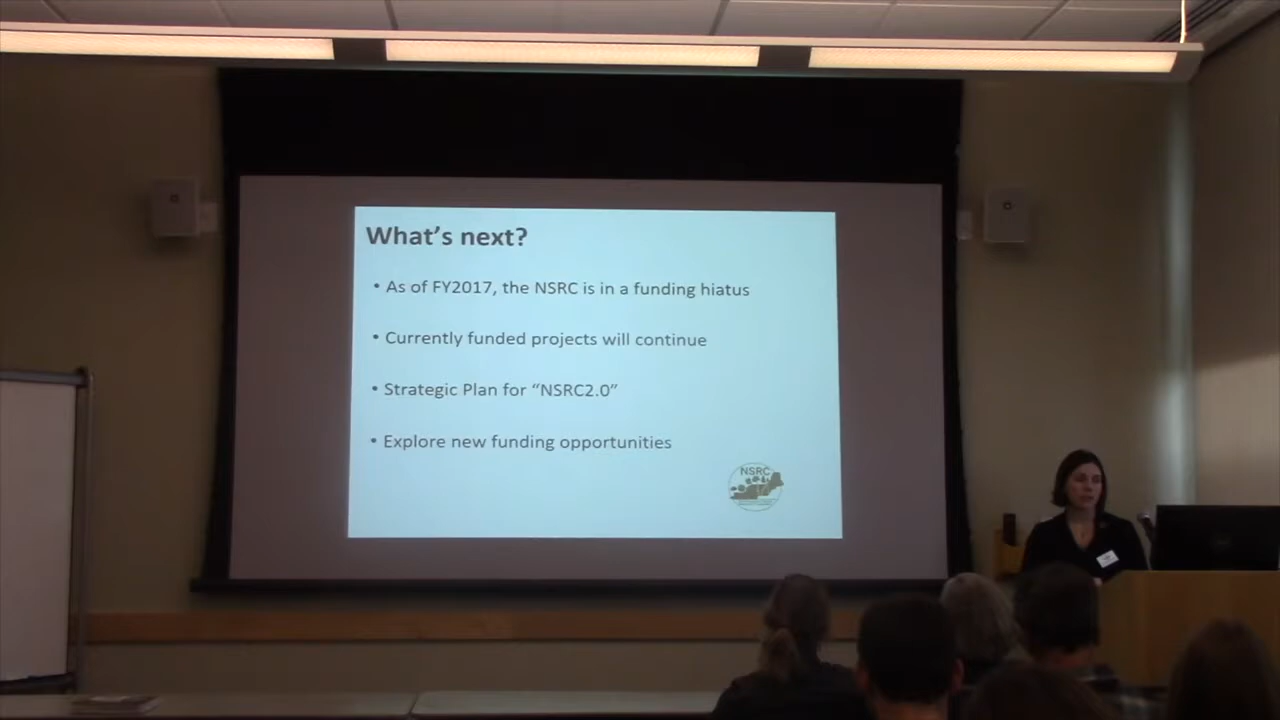 What's next?
• As of FY2017, the NSRC is in a funding hiatus
• Currently funded projects will continue
• Strategic Plan for “NSRC2.0”
• Explore new funding opportunities
NSRC